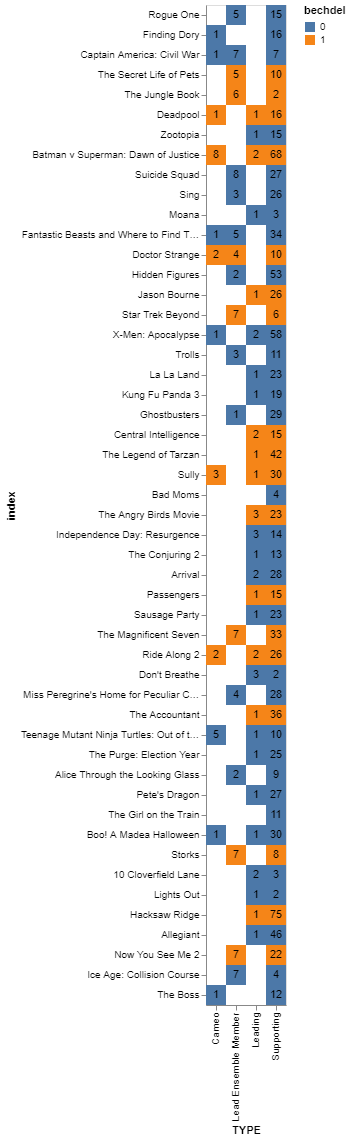 bechdel
0
1
Rogue One 5 15
Finding Dory 1 16
Captain America: Civil War 1 7 7
The Secret Life of Pets 5 10
The Jungle Book 6 2
Deadpool 1 1 16
Zootopia 1 15
Batman v Superman: Dawn of Justice 8 2 68
Suicide Squad 8 27
Sing 3 26
Moana 1 3
Fantastic Beasts and Where to Find T... 1 5 34
Doctor Strange 2 4 10
Hidden Figures 2 53
Jason Bourne 1 26
Star Trek Beyond 7 6
X-Men: Apocalypse 1 2 58
Trolls 3 11
La La Land 1 23
Kung Fu Panda 3 1 19
Ghostbusters 1 29
Central Intelligence 2 15
The Legend of Tarzan 1 42
Sully 3 1 30
Bad Moms 4
The Angry Birds Movie 3 23
Independence Day: Resurgence 3 14
The Conjuring 2 1 13
Arrival 2 28
Passengers 1 15
Sausage Party 1 23
The Magnificent Seven 7 33
Ride Along 2 2 2 26
Don't Breathe 3 2
Miss Peregrine's Home for Peculiar C... 4 28
The Accountant 1 36
Teenage Mutant Ninja Turtles: Out of t... 5 1 10
The Purge: Election Year 1 25
Alice Through the Looking Glass 2 9
Pete's Dragon 1 27
The Girl on the Train 11
Boo! A Madea Halloween 1 1 30
Storks 7 8
10 Cloverfield Lane 2 3
Lights Out 1 2
Hacksaw Ridge 1 75
Allegiant 1 46
Now You See Me 2 7 22
Ice Age: Collision Course 7 4
The Boss 1 12
index
Cameo
Lead Ensemble Member
Leading
Supporting
TYPE